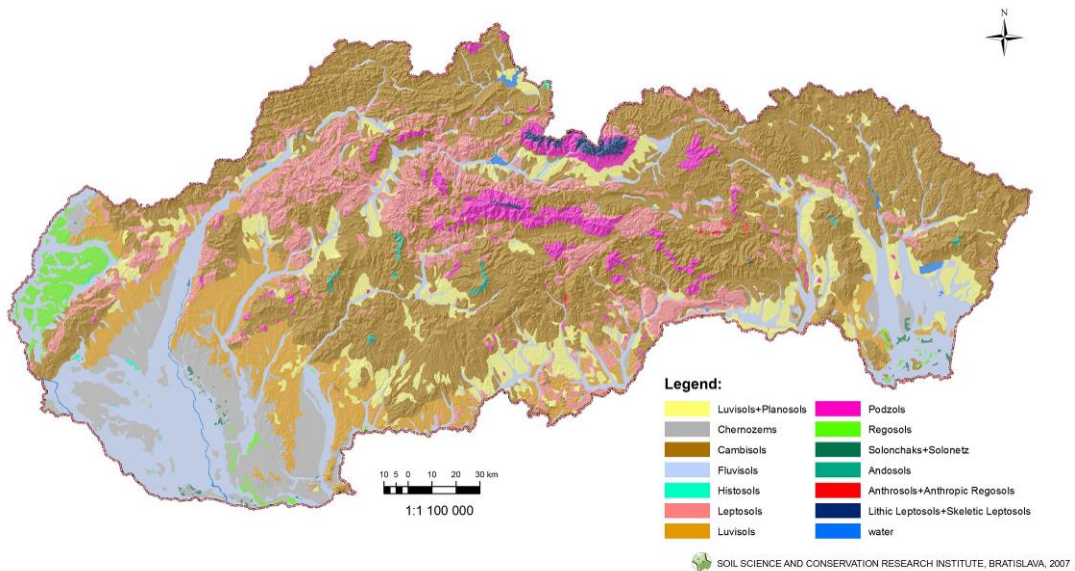 N
Legend:
Luvisols+Planosols
Chernozems
Cambisols
Fluvisols
Histosols
Leptosols
Luvisols
Podzols
Regosols
Solonchaks+Solonetz
Andosols
Anthrosols+Anthropic Regosols
Lithic Leptosols+Skeletic Leptosols
water
10 5 0 10 20 30 km
1:1 100 000
SOIL SCIENCE AND CONSERVATION RESEARCH INSTITUTE, BRATISLAVA, 2007